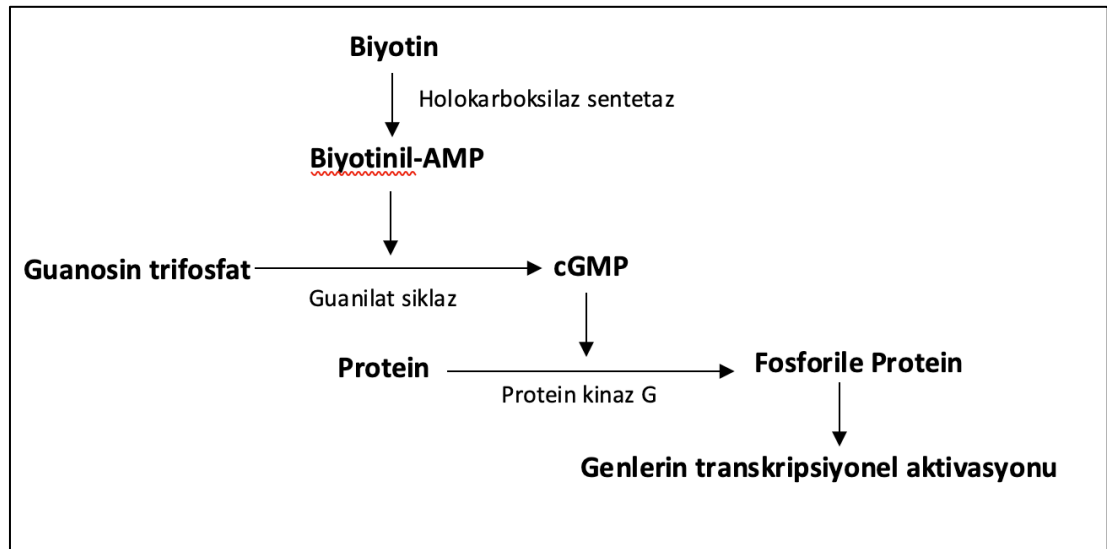 Biyotin
Holokarboksilaz sentetaz
Biyotinil-AMP
Guanosin trifosfat
cGMP
Guanilat siklaz
Protein
Fosforile Protein
Protein kinaz G
Genlerin transkripsiyonel aktivasyonu